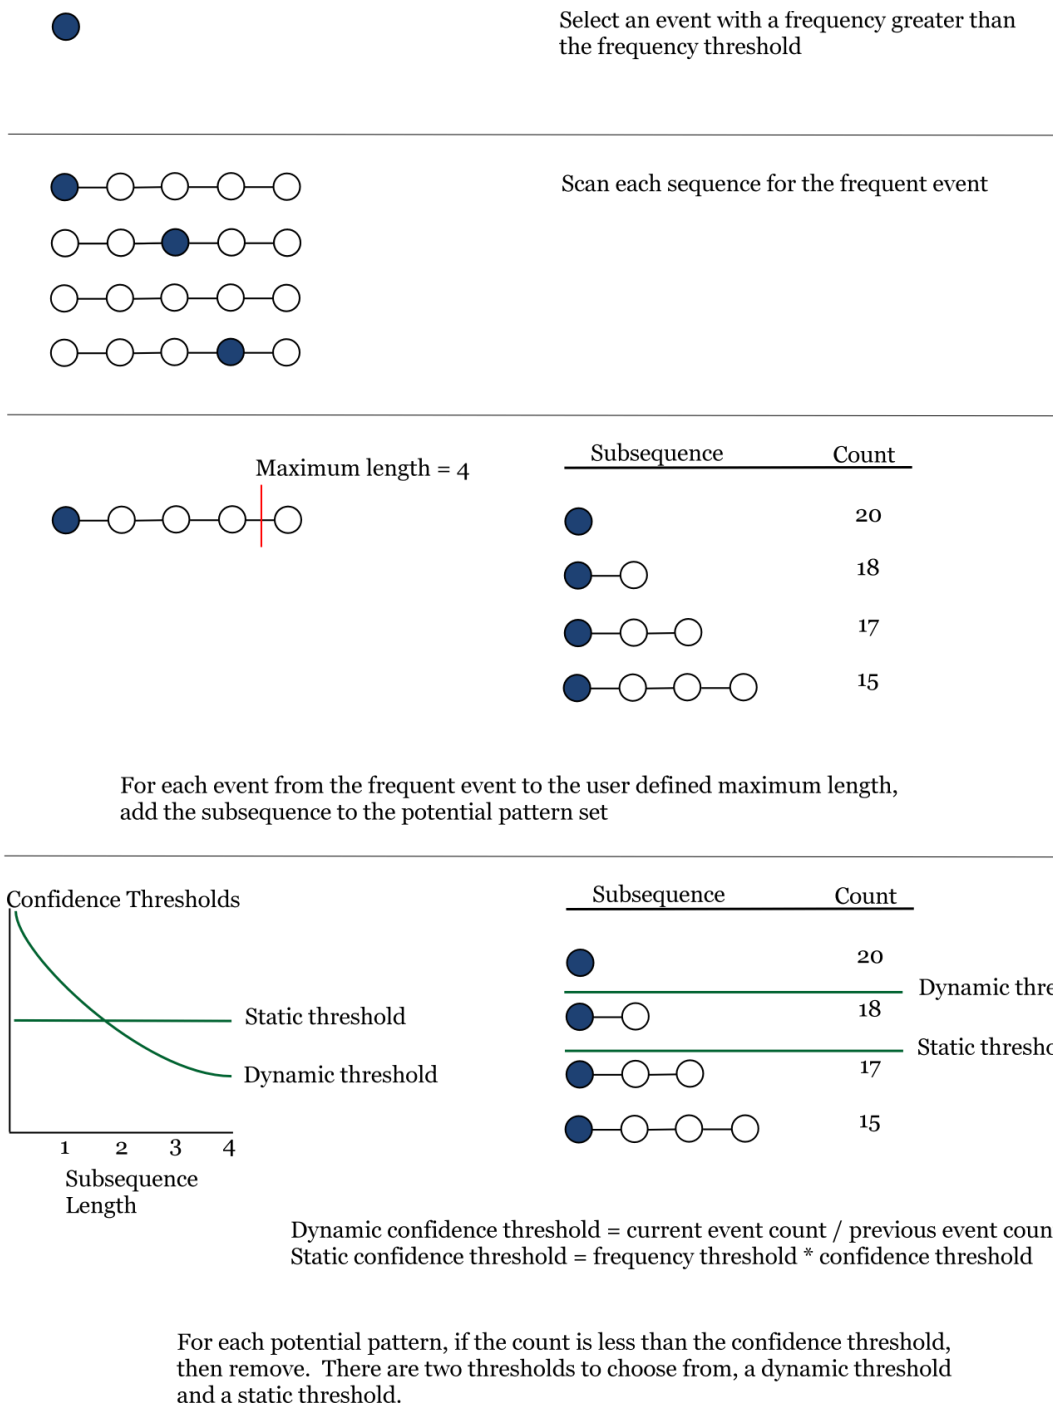 Select an event with a frequency greater than
the frequency threshold
Scan each sequence for the frequent event
Maximum length = 4
Subsequence Count
20
18
17
15
For each event from the frequent event to the user defined maximum length,
add the subsequence to the potential pattern set
Confidence Thresholds
Static threshold
Dynamic threshold
1 2 3 4
Subsequence
Length
Subsequence Count
20
Dynamic thre
18
Static thresho
17
15
Dynamic confidence threshold = current event count / previous event coun
Static confidence threshold = frequency threshold * confidence threshold
For each potential pattern, if the count is less than the confidence threshold,
then remove. There are two thresholds to choose from, a dynamic threshold
and a static threshold.